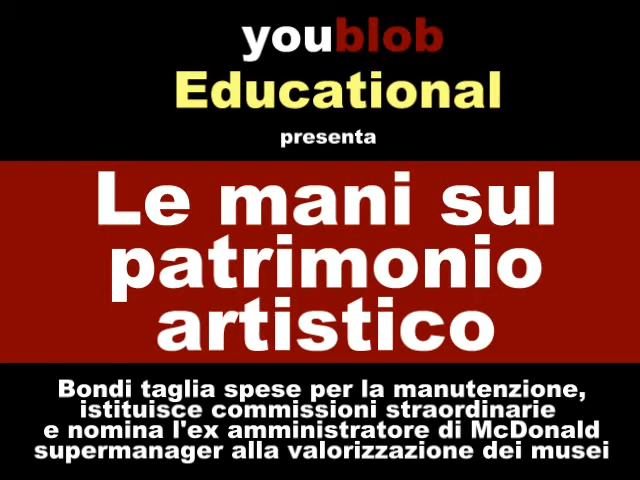 youblob
Educational
presenta
Le mani sul
patrimonio
artistico
Bondi taglia spese per la manutenzione,
istituisce commissioni straordinarie
e nomina l'ex amministratore di McDonald
supermanager alla valorizzazione dei musei